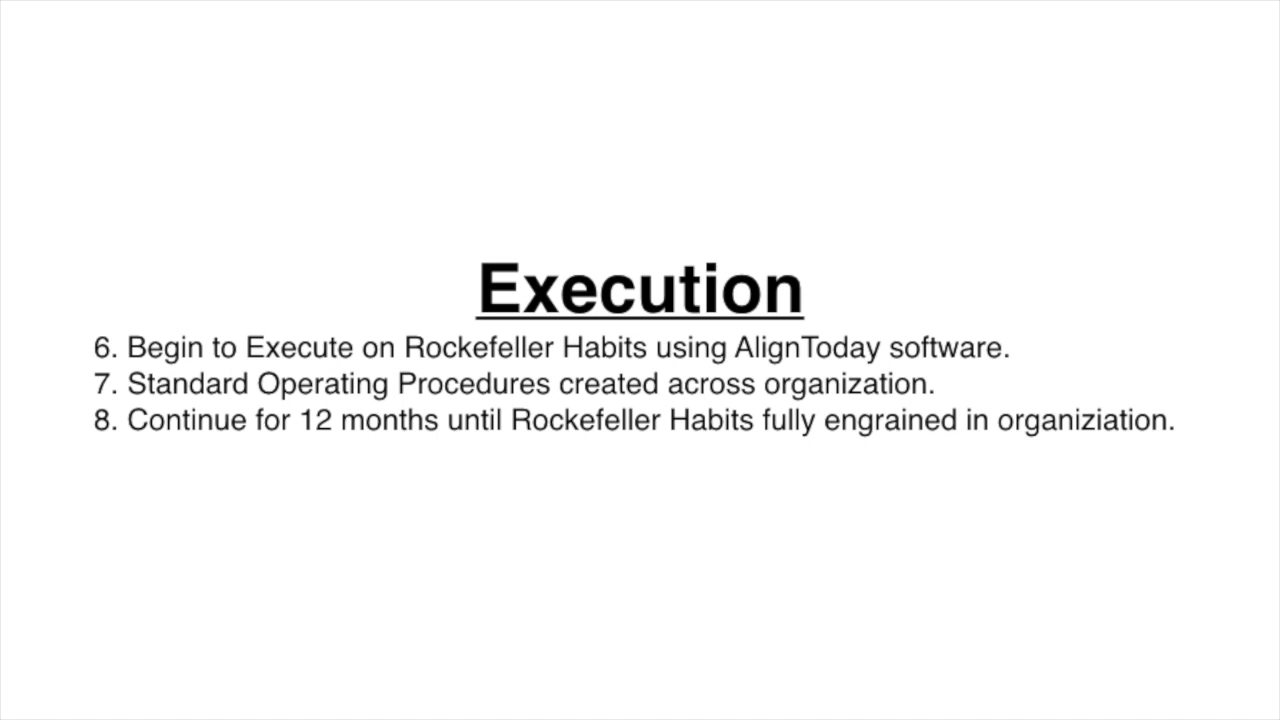 Execution
6. Begin to Execute on Rockefeller Habits using AlignToday software.
7. Standard Operating Procedures created across organization.
8. Continue for 12 months until Rockefeller Habits fully engrained in organiziation.